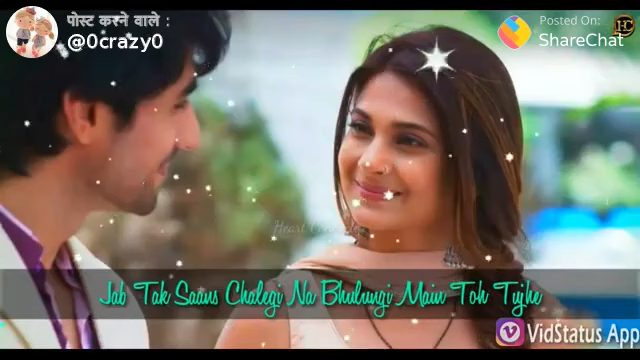 पोस्ट करने वाले :
@0crazy0
Posted On:
ShareChat
Jab Tak Saans Chalegi Na Bhulungi Main Toh Tujhe
VidStatus App